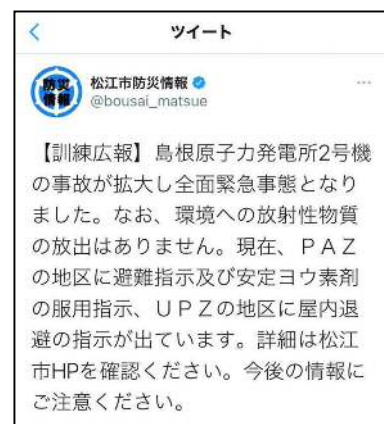 ツイート
防災
情報
松江市防災情報
@bousai_matsue
【訓練広報】島根原子力発電所2号機
の事故が拡大し全面緊急事態となり
ました。なお、環境への放射性物質
の放出はありません。現在、ＰＡＺ
の地区に避難指示及び安定ヨウ素剤
の服用指示、ＵＰＺの地区に屋内退
避の指示が出ています。詳細は松江
市HPを確認ください。今後の情報に
ご注意ください。